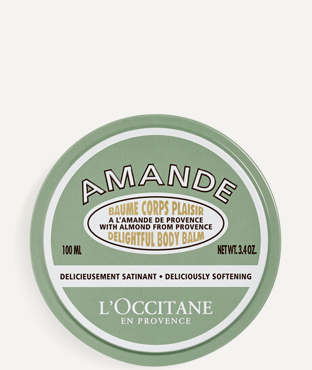 AMANDE
BAUME CORPS PLAISIR
A L'AMANDE DE PROVENCE
WITH ALMOND FROM PROVENCE
DELIGHTFUL BODY BALM
100 ML NET WT. 3.4 OZ.
DELICIEUSEMENT SATINANT • DELICIOUSLY SOFTENING
L'OCCITANE
EN PROVENCE